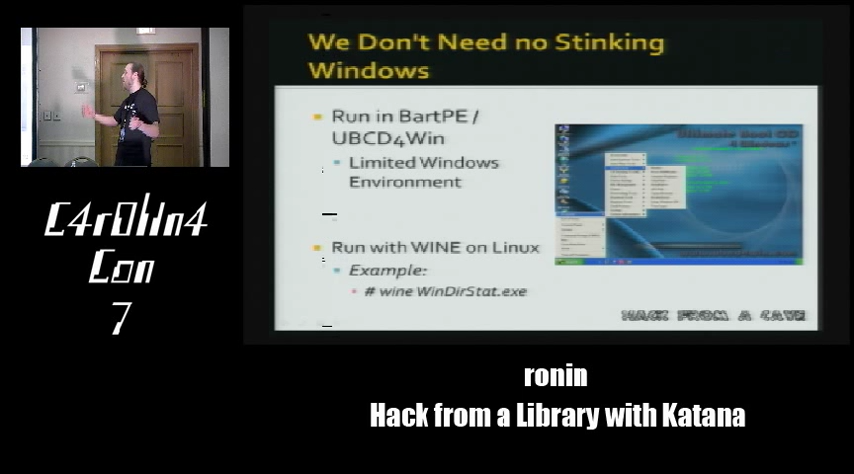 We Don't Need no Stinking
Windows
Run in BartPE /
UBCD4Win
Limited Windows
Environment
Run with WINE on Linux
Example:
# wine WinDirStat.exe
HACK FROM A CAVE
C4r0l1n4
Con
7
ronin
Hack from a Library with Katana